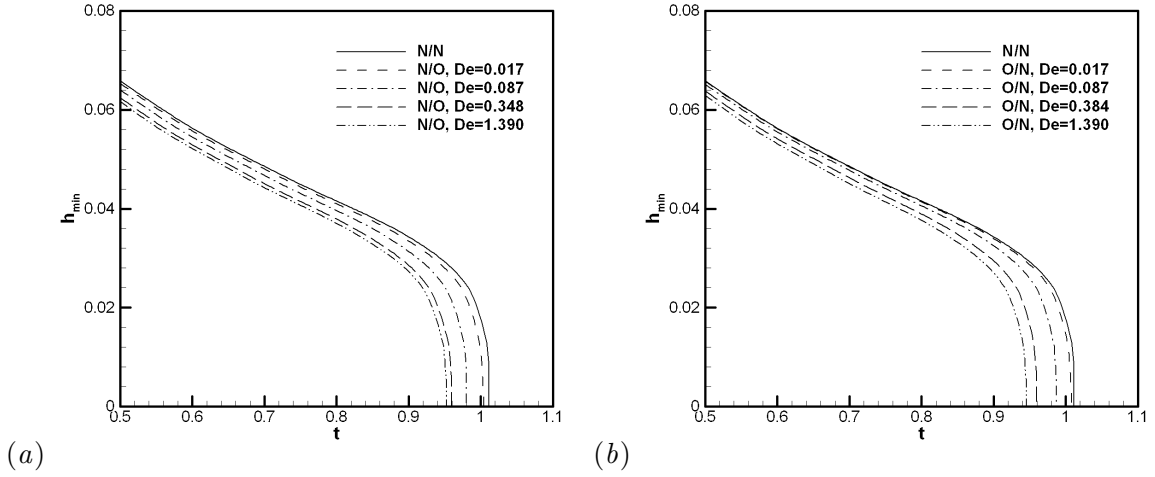 0.08
N/N
N/O, De=0.017
N/O, De=0.087
N/O, De=0.348
N/O, De=1.390
0.06
h_min
0.04
0.02
0
0.5 0.6 0.7 0.8 0.9 1 1.1
t
(a)
0.08
N/N
O/N, De=0.017
O/N, De=0.087
O/N, De=0.384
O/N, De=1.390
0.06
h_min
0.04
0.02
0
0.5 0.6 0.7 0.8 0.9 1 1.1
t
(b)